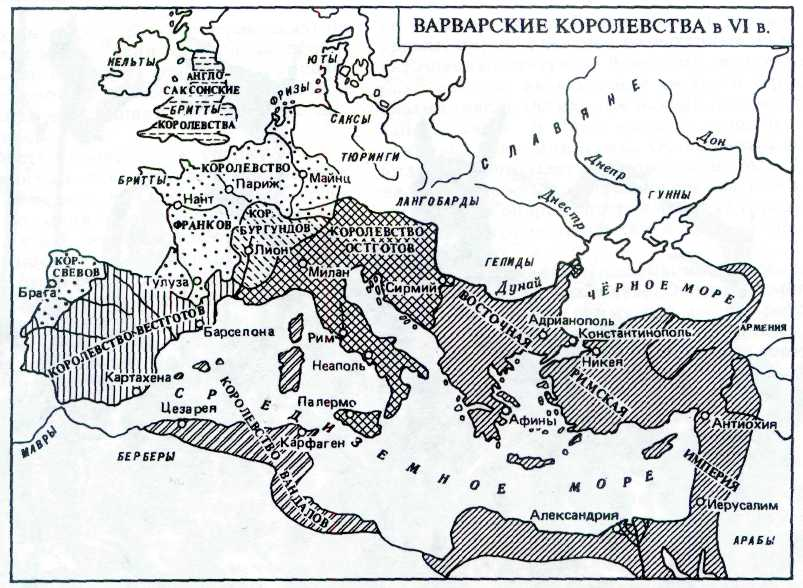 ВАРВАРСКИЕ КОРОЛЕВСТВА в VI в.
КЕЛЬТЫ
АНГЛО-
САКСОНСКИЕ
БРИТТЫ
КОРОЛЕВСТВА
ЮТЫ
ФРИЗЫ
САКСЫ
ТЮРИНГИ
СЛАВЯНЕ
Дон
Днепр
ГУННЫ
Днестр
ЛАНГОБАРДЫ
БРИТТЫ
КОРОЛЕВСТВО
Париж
Майнц
Нант
ФРАНКОВ
КОР.
БУРГУНДОВ
Лион
КОРОЛЕВСТВО
ОСТГОТОВ
ГЕПИДЫ
Милан
Сирмий
Дунай
ЧЁРНОЕ МОРЕ
КОР-
СВЕВОВ
Брага
Тулуза
КОРОЛЕВСТВО ВЕСТГОТОВ
Барселона
Рим
Неаполь
ВОСТОЧНАЯ
Адрианополь
Константинополь
АРМЕНИЯ
Никея
РИМСКАЯ
Картахена
СРЕДИЗЕМНОЕ МОРЕ
Палермо
Цезарея
КОРОЛЕВСТВО ВАНДАЛОВ
Карфаген
Афины
Антиохия
МАВРЫ
БЕРБЕРЫ
ИМПЕРИЯ
Иерусалим
Александрия
АРАБЫ